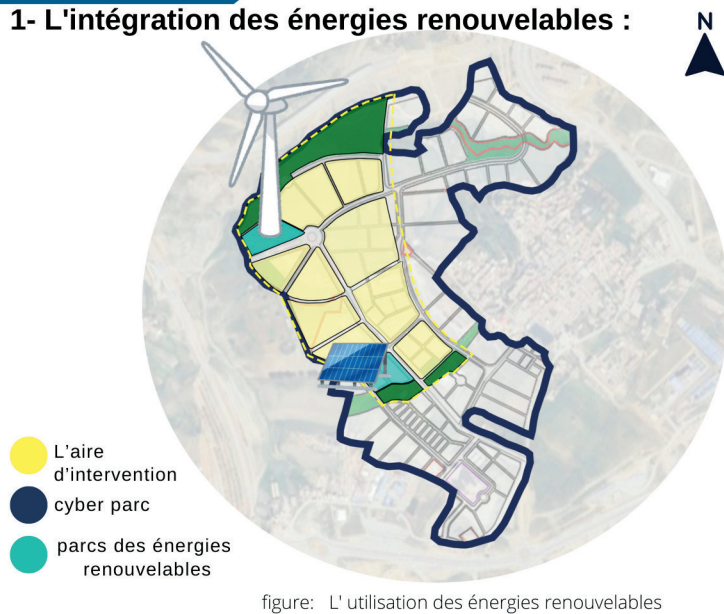 1- L'intégration des énergies renouvelables :
N
L'aire
d'intervention
cyber parc
parcs des énergies
renouvelables
figure: L' utilisation des énergies renouvelables